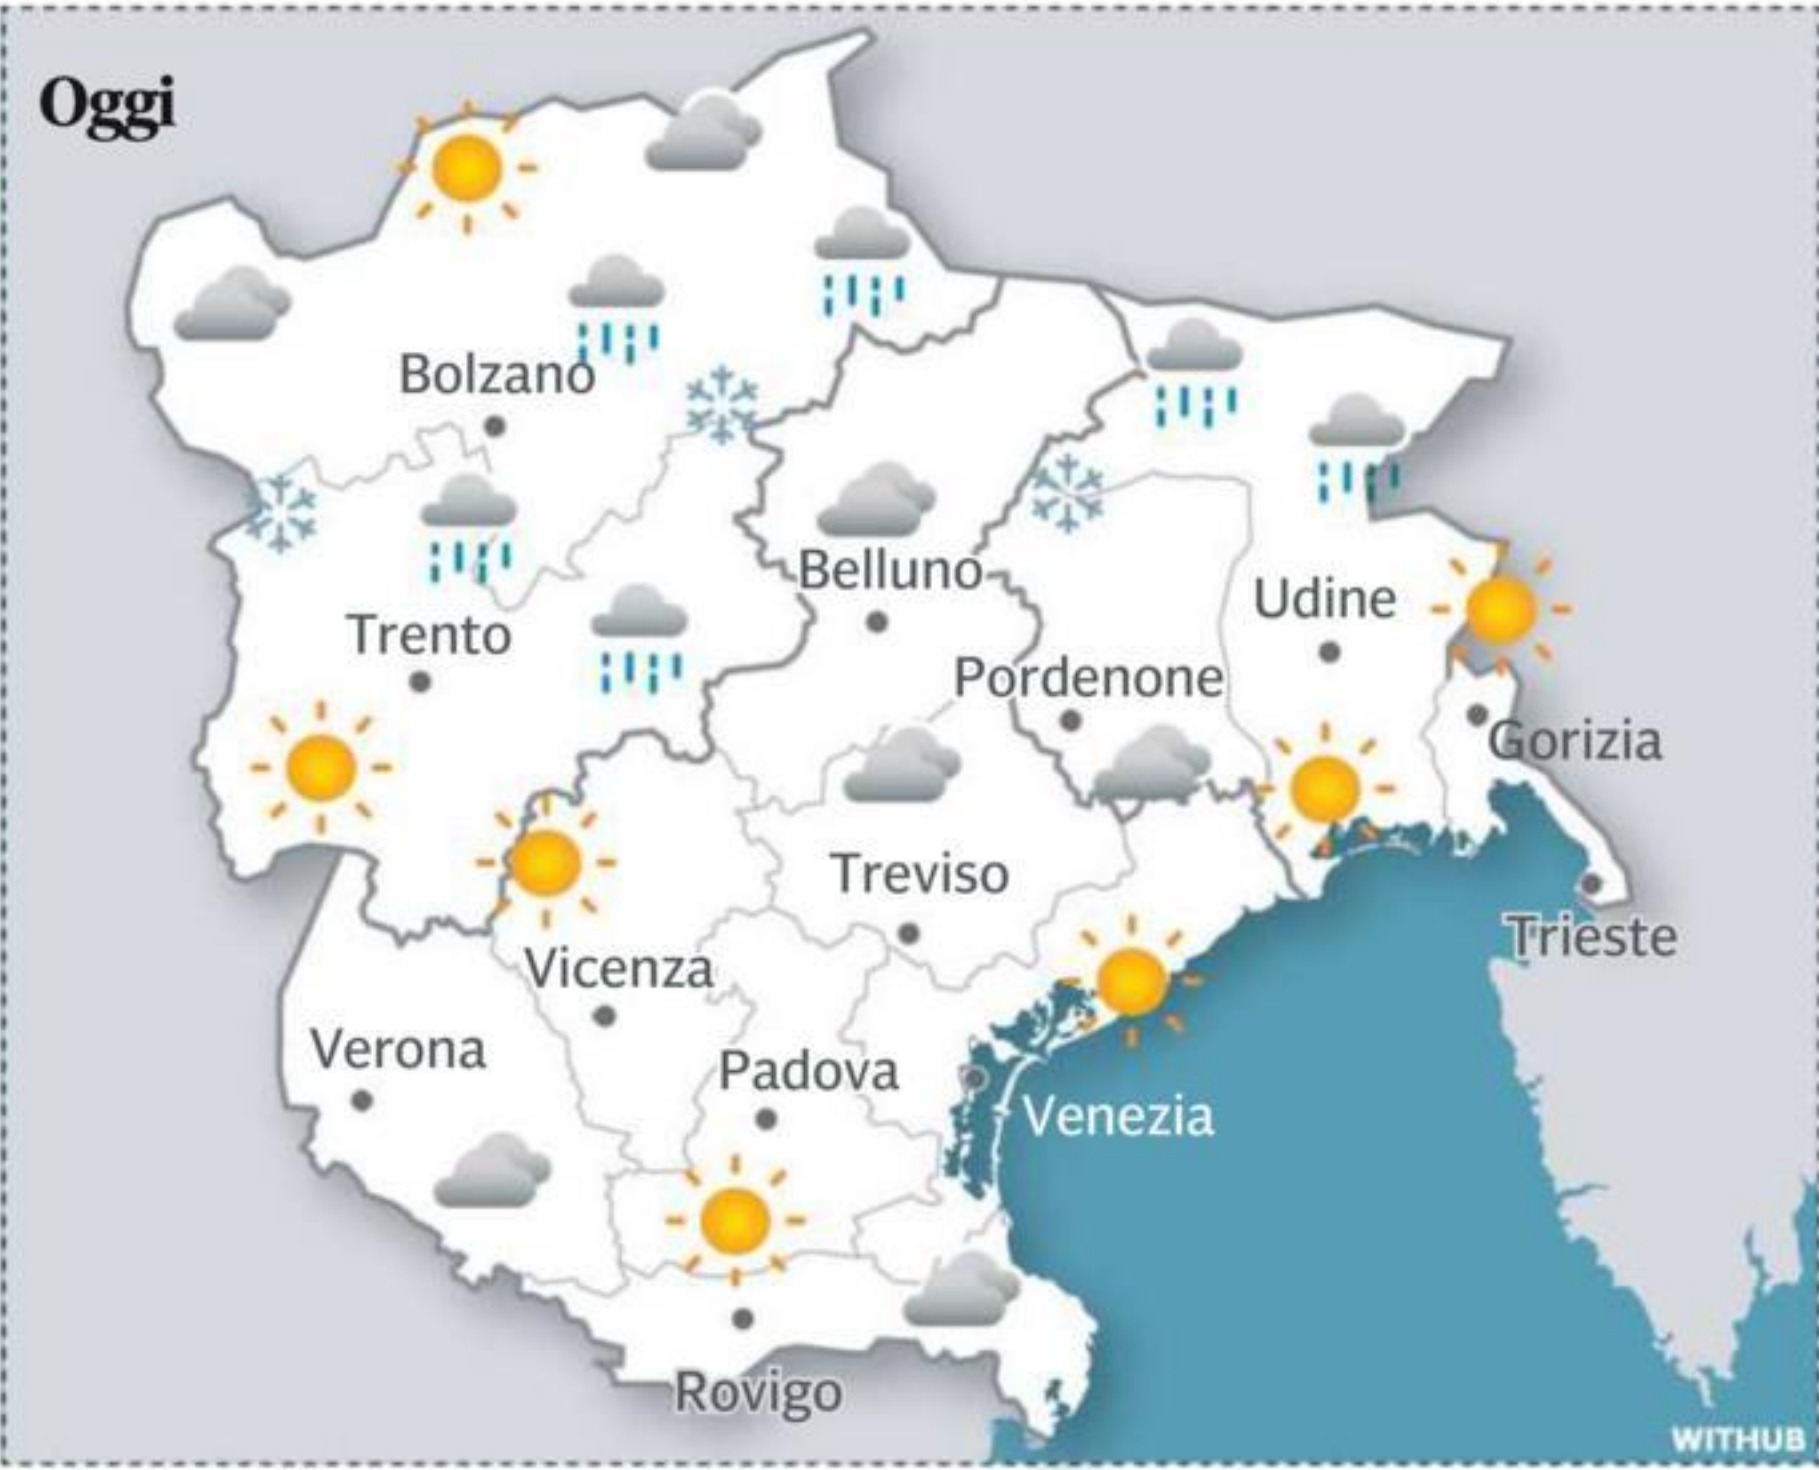 Oggi
Bolzano
Belluno
Udine
Trento
Pordenone
Gorizia
Treviso
Trieste
Vicenza
Verona
Padova
Venezia
Rovigo
WITHUB